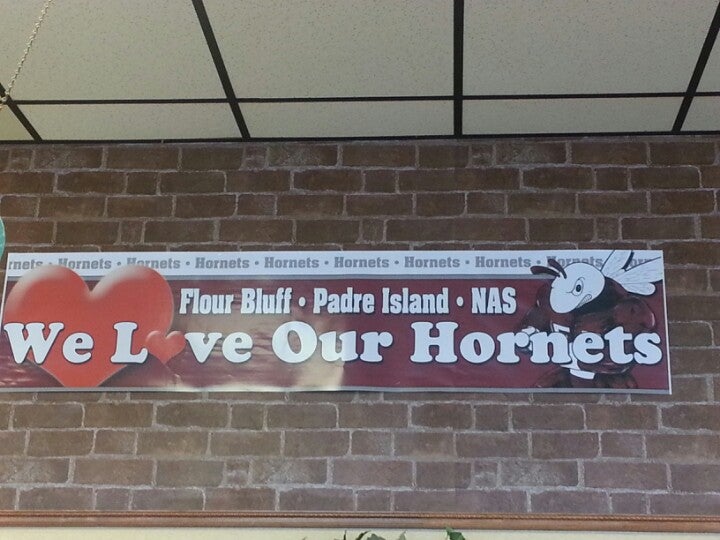 Hornets • Hornets • Hornets • Hornets • Hornets • Hornets • Hornets • Hornets •
Flour Bluff • Padre Island • NAS
We Love Our Hornets